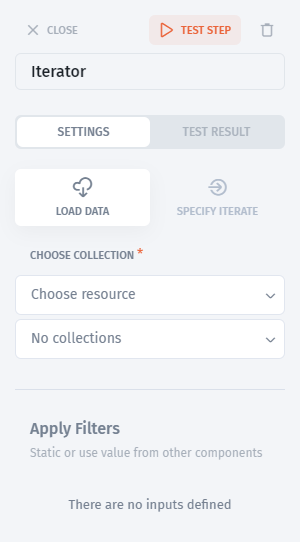 CLOSE
TEST STEP
Iterator
SETTINGS
TEST RESULT
LOAD DATA
SPECIFY ITERATE
CHOOSE COLLECTION *
Choose resource
No collections
Apply Filters
Static or use value from other components
There are no inputs defined